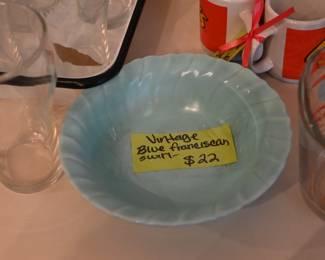 Vintage
Blue franciscan
swirl-
$22